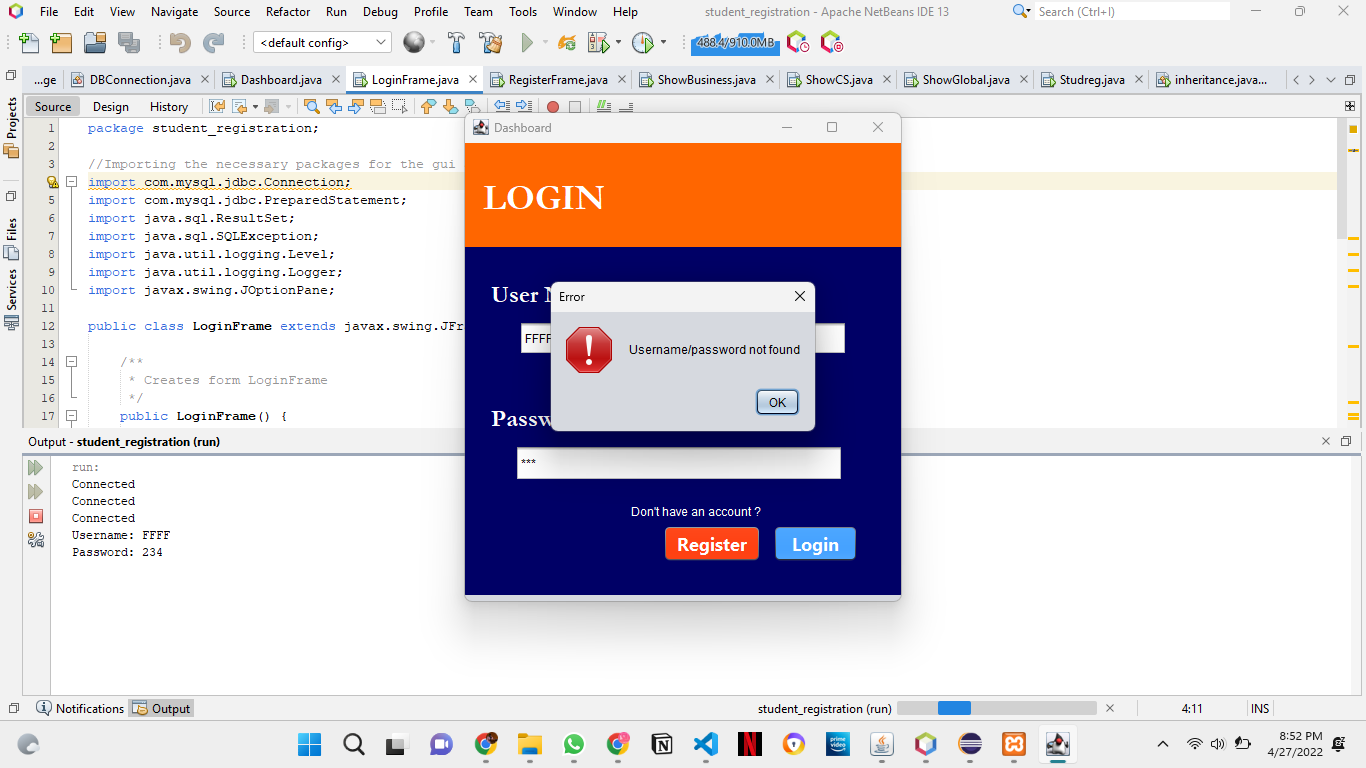 File Edit View Navigate Source Refactor Run Debug Profile Team Tools Window Help student_registration - Apache NetBeans IDE 13 Search (Ctrl+I)
<default config> 488.4/910.0MB
...ge DBConnection.java Dashboard.java LoginFrame.java RegisterFrame.java ShowBusiness.java ShowCS.java ShowGlobal.java Studreg.java inheritance.java...
Source Design History
Projects
Files
Services
1 package student_registration;
2
3 //Importing the necessary packages for the gui
4 import com.mysql.jdbc.Connection;
5 import com.mysql.jdbc.PreparedStatement;
6 import java.sql.ResultSet;
7 import java.sql.SQLException;
8 import java.util.logging.Level;
9 import java.util.logging.Logger;
10 import javax.swing.JOptionPane;
11
12 public class LoginFrame extends javax.swing.JFr
13
14 /**
15 * Creates form LoginFrame
16 */
17 public LoginFrame() {
Dashboard
LOGIN
User N
FFFF
Error
Username/password not found
OK
Passw
***
Don't have an account ?
Register Login
Output - student_registration (run)
run:
Connected
Connected
Connected
Username: FFFF
Password: 234
Notifications Output student_registration (run) 4:11 INS
prime video
8:52 PM
4/27/2022